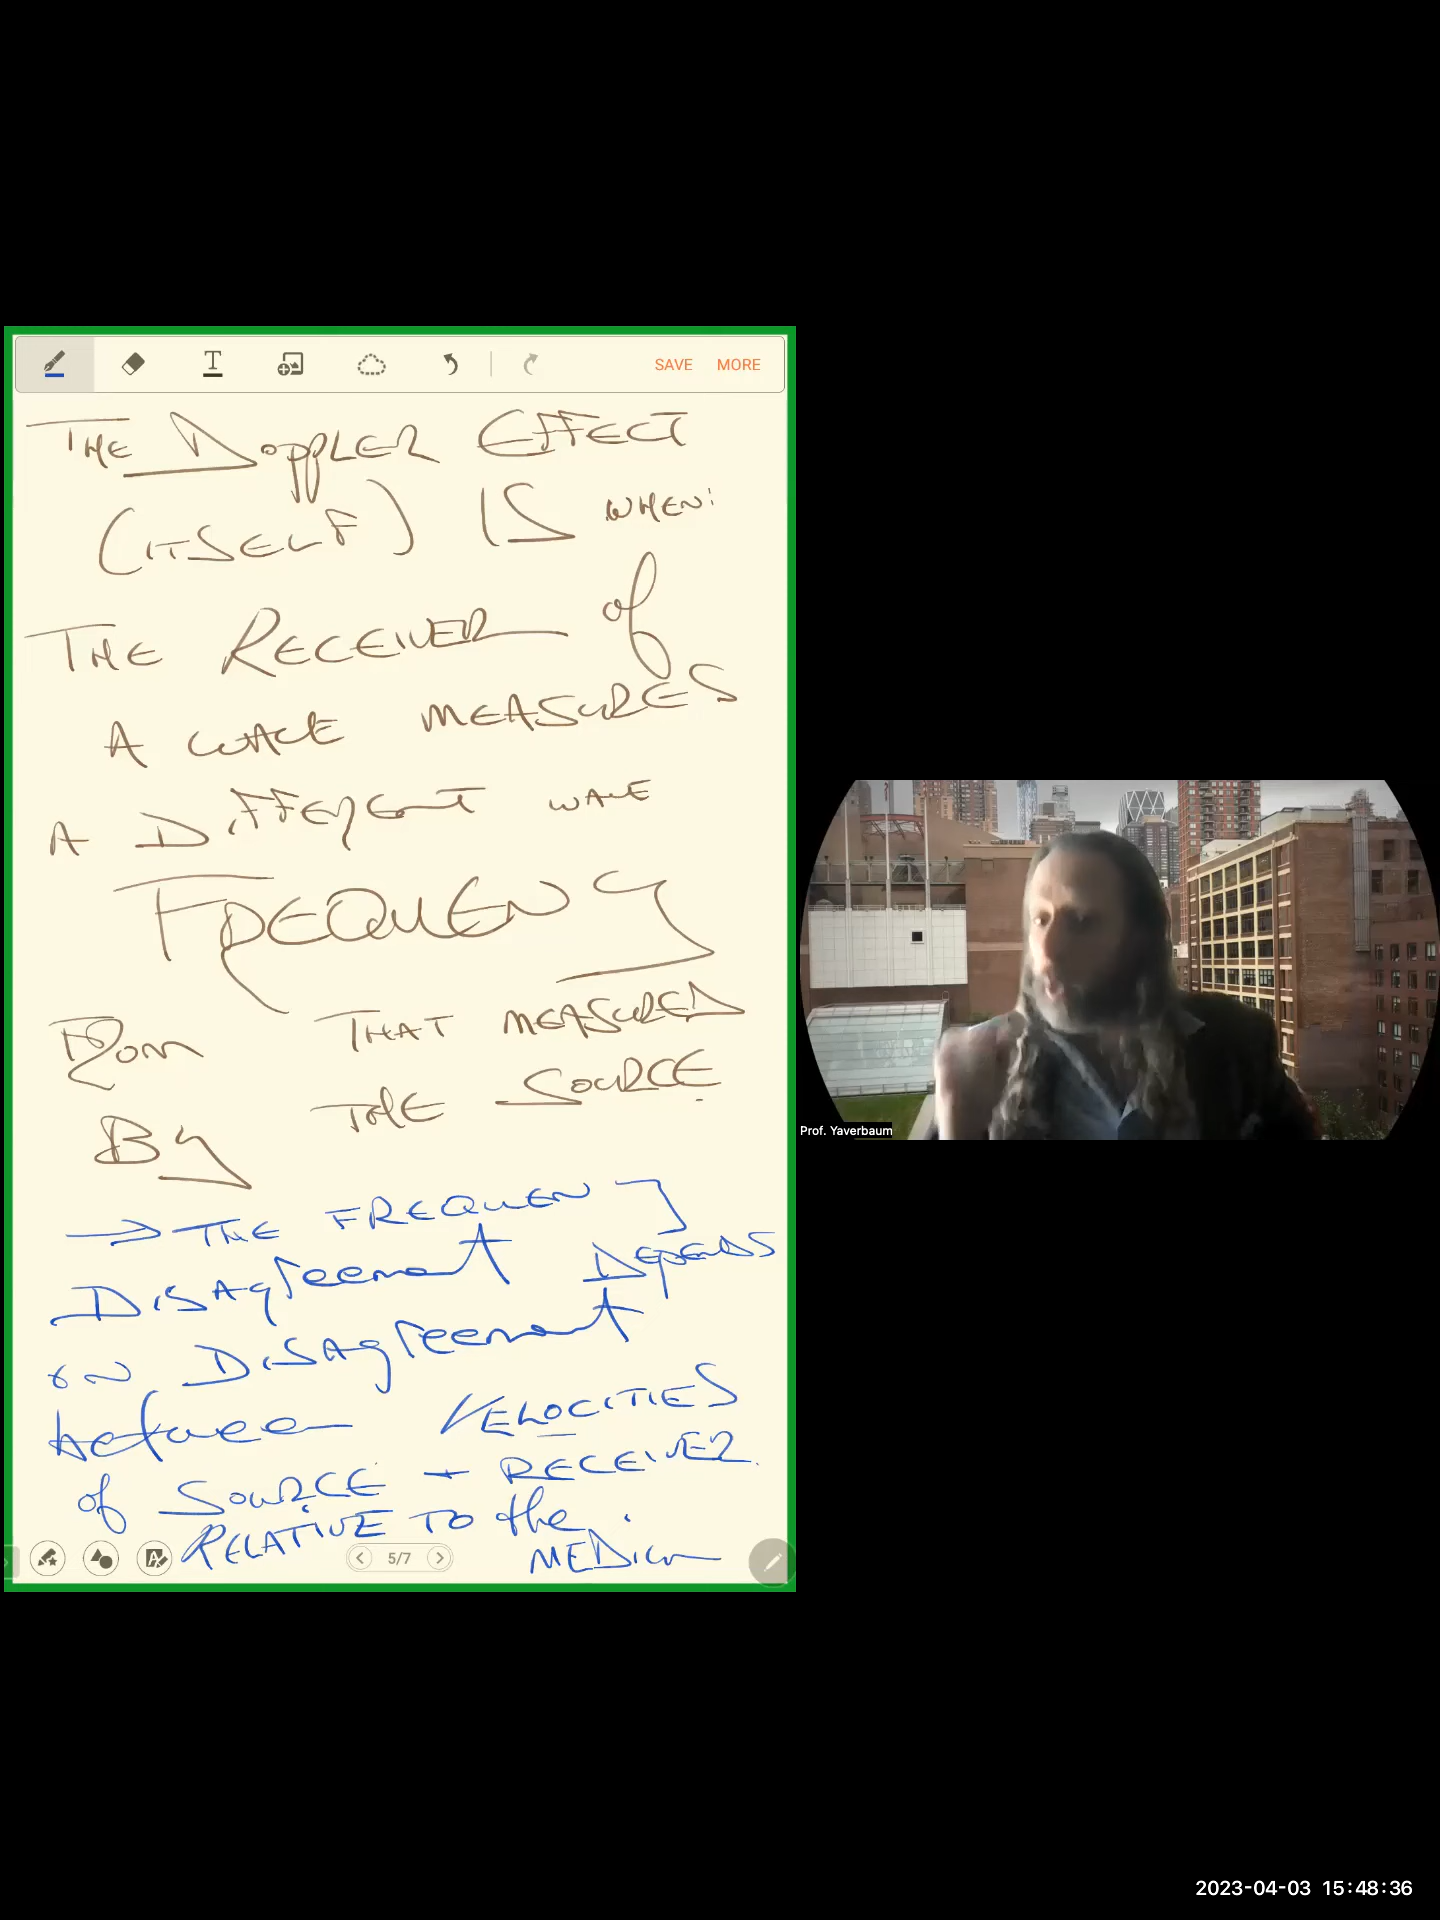 T
SAVE MORE
THE DOPPLER EFFECT
(ITSELF) IS WHEN:
THE RECEIVER of
A WAVE MEASURES
A DIFFERENT WAVE
FREQUENCY
FROM THAT MEASURED
BY THE SOURCE
→ THE FREQUENCY
DISAGreement DEPENDS
ON DISAGreement
between VELOCITIES
of SOURCE + RECEIVER
RELATIVE TO the
MEDIUM
5/7
Prof. Yaverbaum
2023-04-03 15:48:36